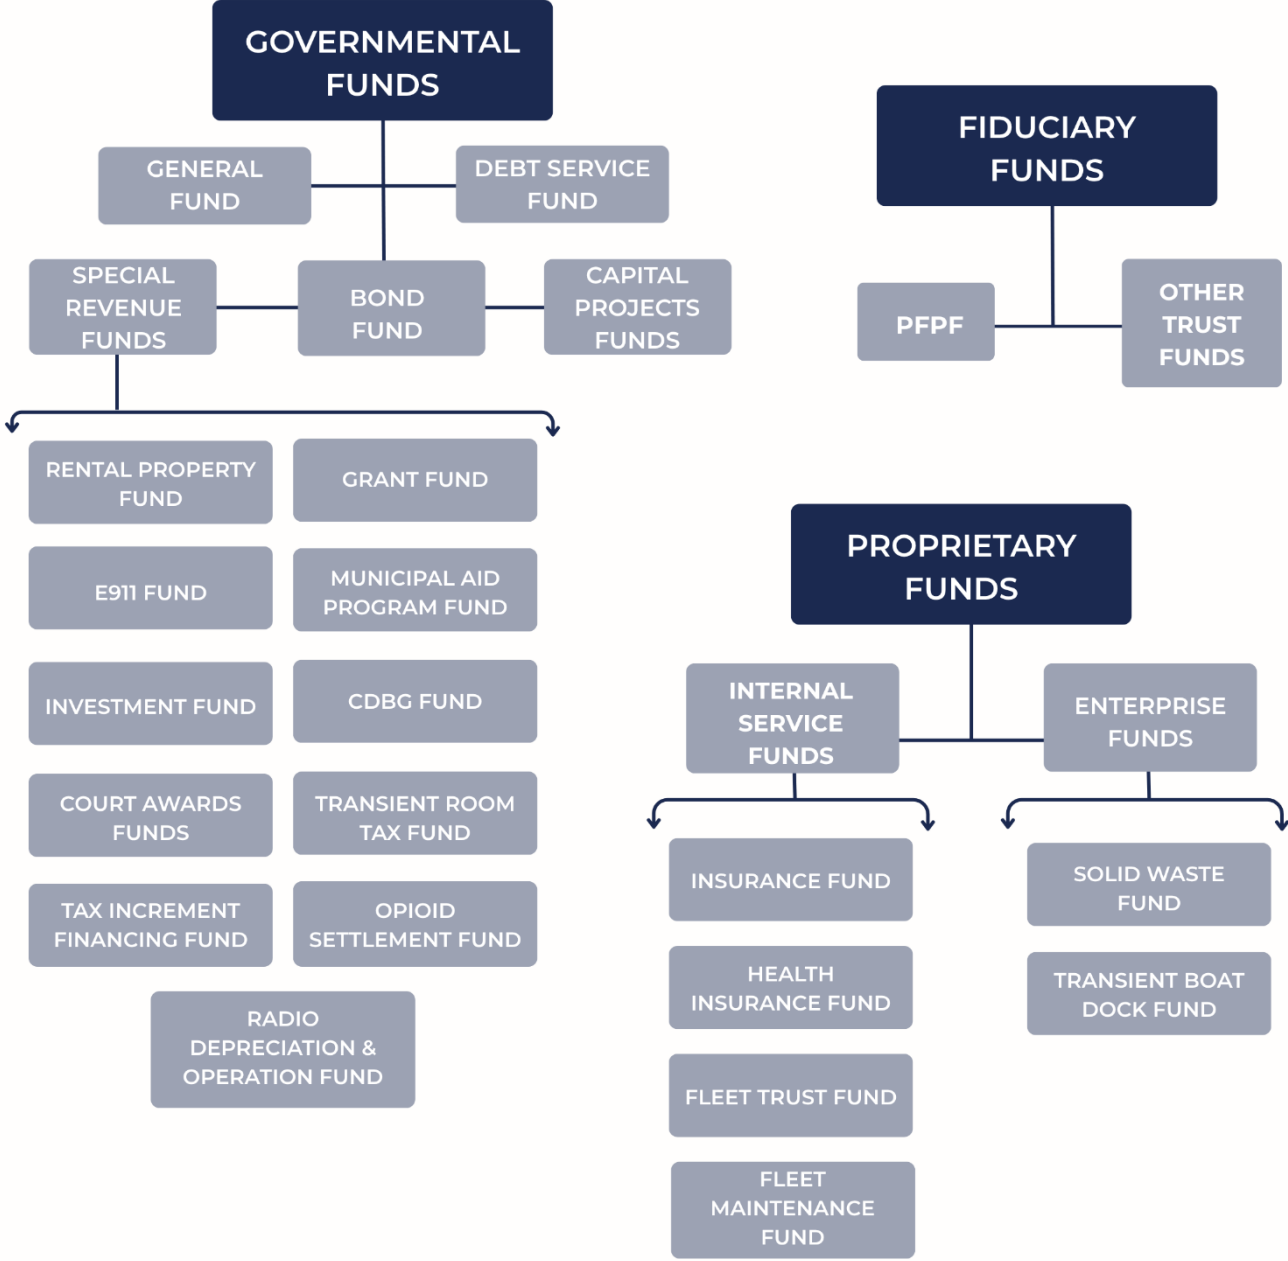 GOVERNMENTAL
FUNDS
GENERAL
FUND
DEBT SERVICE
FUND
SPECIAL
REVENUE
FUNDS
BOND
FUND
CAPITAL
PROJECTS
FUNDS
RENTAL PROPERTY
FUND
GRANT FUND
E911 FUND
MUNICIPAL AID
PROGRAM FUND
INVESTMENT FUND
CDBG FUND
COURT AWARDS
FUNDS
TRANSIENT ROOM
TAX FUND
TAX INCREMENT
FINANCING FUND
OPIOID
SETTLEMENT FUND
RADIO
DEPRECIATION &
OPERATION FUND
FIDUCIARY
FUNDS
PFPF
OTHER
TRUST
FUNDS
PROPRIETARY
FUNDS
INTERNAL
SERVICE
FUNDS
ENTERPRISE
FUNDS
INSURANCE FUND
HEALTH
INSURANCE FUND
FLEET TRUST FUND
FLEET
MAINTENANCE
FUND
SOLID WASTE
FUND
TRANSIENT BOAT
DOCK FUND